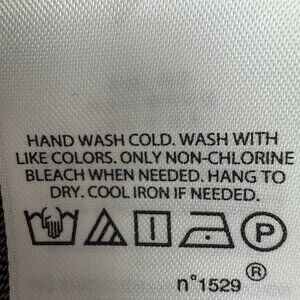 HAND WASH COLD. WASH WITH
LIKE COLORS. ONLY NON-CHLORINE
BLEACH WHEN NEEDED. HANG TO
DRY. COOL IRON IF NEEDED.
P
n°1529 ®